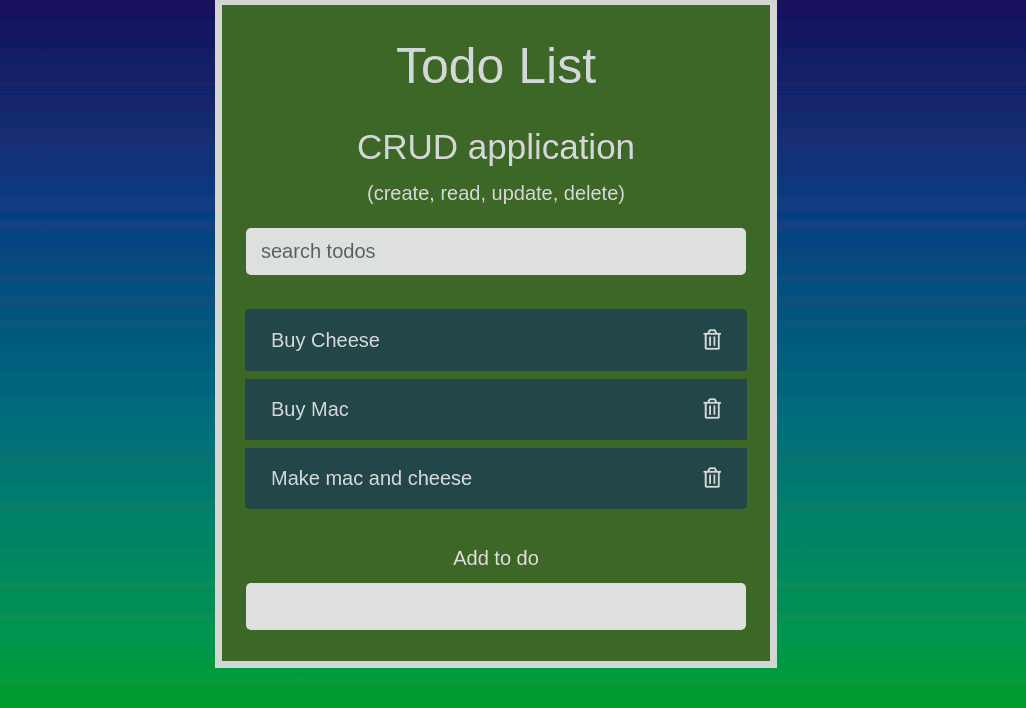 Todo List
CRUD application
(create, read, update, delete)
search todos
Buy Cheese
Buy Mac
Make mac and cheese
Add to do